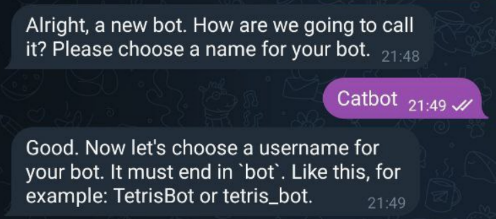 Alright, a new bot. How are we going to call
it? Please choose a name for your bot. 21:48
Catbot 21:49
Good. Now let's choose a username for
your bot. It must end in `bot`. Like this, for
example: TetrisBot or tetris_bot. 21:49